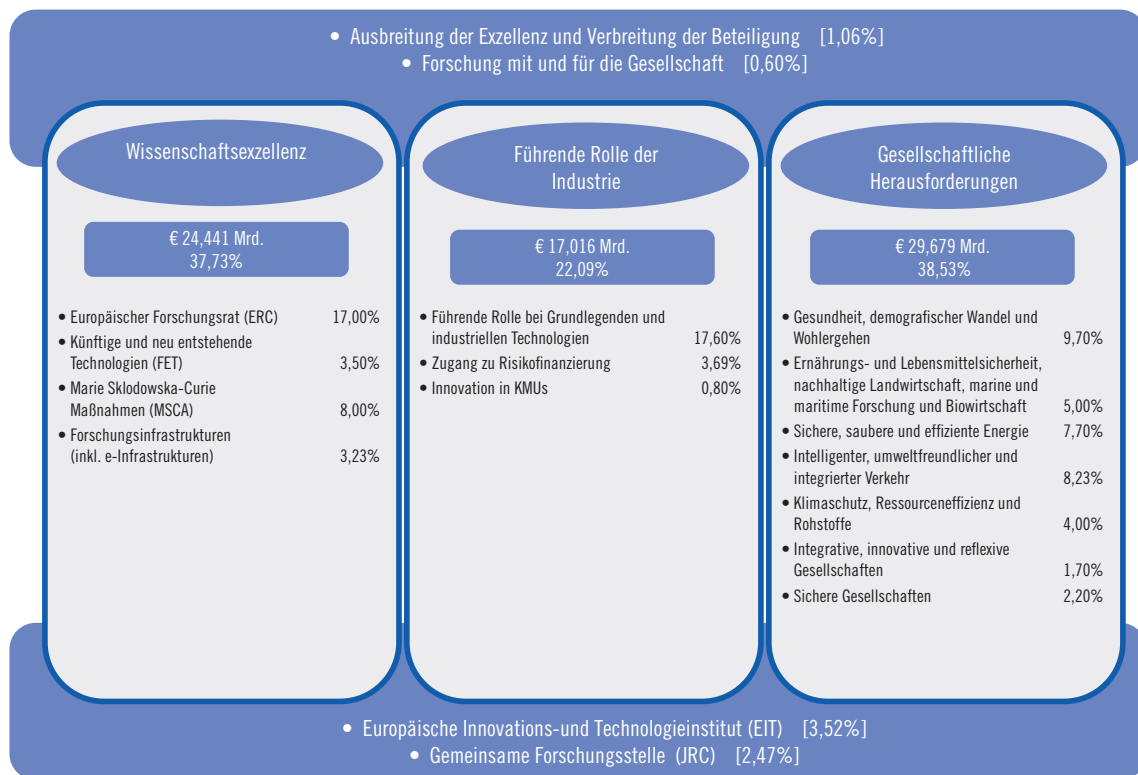 • Ausbreitung der Exzellenz und Verbreitung der Beteiligung [1,06%]
• Forschung mit und für die Gesellschaft [0,60%]
Wissenschaftsexzellenz
€ 24,441 Mrd.
37,73%
• Europäischer Forschungsrat (ERC) 17,00%
• Künftige und neu entstehende
Technologien (FET) 3,50%
• Marie Sklodowska-Curie
Maßnahmen (MSCA) 8,00%
• Forschungsinfrastrukturen
(inkl. e-Infrastrukturen) 3,23%
Führende Rolle der
Industrie
€ 17,016 Mrd.
22,09%
• Führende Rolle bei Grundlegenden und
industriellen Technologien 17,60%
• Zugang zu Risikofinanzierung 3,69%
• Innovation in KMUs 0,80%
Gesellschaftliche
Herausforderungen
€ 29,679 Mrd.
38,53%
• Gesundheit, demografischer Wandel und
Wohlergehen 9,70%
• Ernährungs- und Lebensmittelsicherheit,
nachhaltige Landwirtschaft, marine und
maritime Forschung und Biowirtschaft 5,00%
• Sichere, saubere und effiziente Energie 7,70%
• Intelligenter, umweltfreundlicher und
integrierter Verkehr 8,23%
• Klimaschutz, Ressourceneffizienz und
Rohstoffe 4,00%
• Integrative, innovative und reflexive
Gesellschaften 1,70%
• Sichere Gesellschaften 2,20%
• Europäische Innovations-und Technologieinstitut (EIT) [3,52%]
• Gemeinsame Forschungsstelle (JRC) [2,47%]